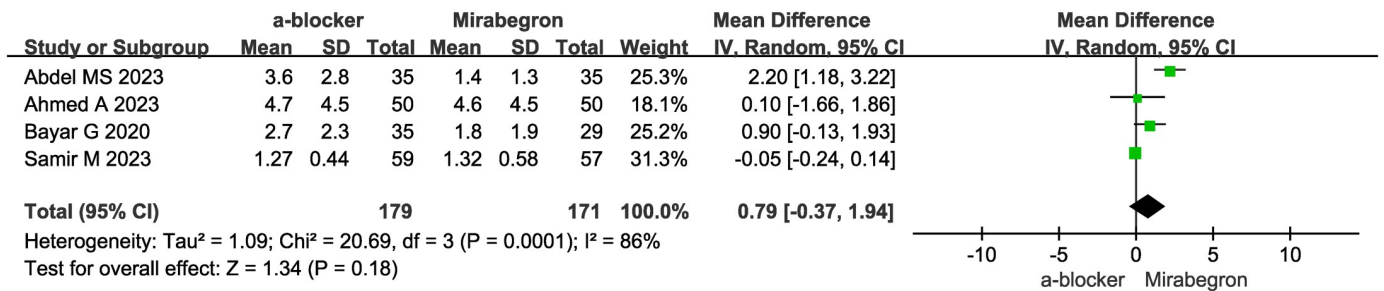 a-blocker Mirabegron Mean Difference Mean Difference
Study or Subgroup Mean SD Total Mean SD Total Weight IV, Random, 95% CI IV, Random, 95% CI
Abdel MS 2023 3.6 2.8 35 1.4 1.3 35 25.3% 2.20 [1.18, 3.22]
Ahmed A 2023 4.7 4.5 50 4.6 4.5 50 18.1% 0.10 [-1.66, 1.86]
Bayar G 2020 2.7 2.3 35 1.8 1.9 29 25.2% 0.90 [-0.13, 1.93]
Samir M 2023 1.27 0.44 59 1.32 0.58 57 31.3% -0.05 [-0.24, 0.14]
Total (95% CI) 179 171 100.0% 0.79 [-0.37, 1.94]
Heterogeneity: Tau² = 1.09; Chi² = 20.69, df = 3 (P = 0.0001); I² = 86%
Test for overall effect: Z = 1.34 (P = 0.18)
-10 -5 0 5 10
a-blocker Mirabegron